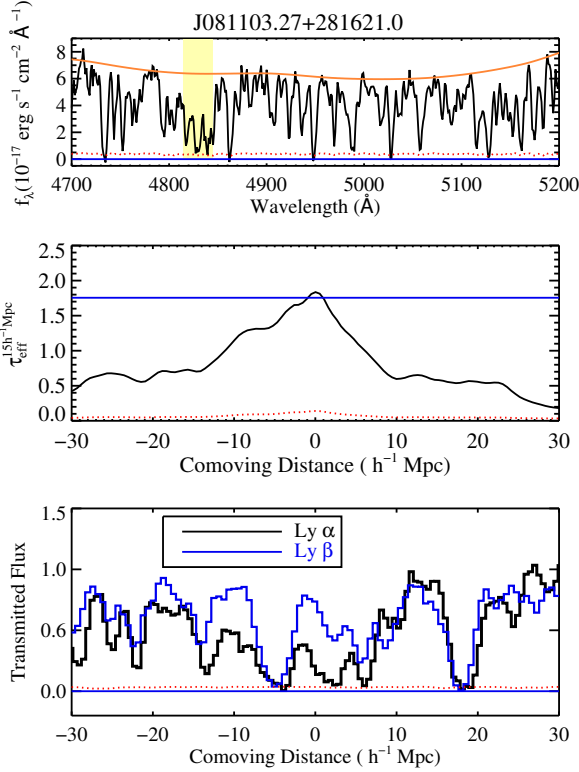 J081103.27+281621.0
f_λ(10⁻¹⁷ erg s⁻¹ cm⁻² Å⁻¹)
8
6
4
2
0
4700 4800 4900 5000 5100 5200
Wavelength (Å)
τ_eff^{15h⁻¹Mpc}
2.5
2.0
1.5
1.0
0.5
0.0
−30 −20 −10 0 10 20 30
Comoving Distance ( h⁻¹ Mpc)
Transmitted Flux
1.5
1.0
0.6
0.0
Ly α
Ly β
−30 −20 −10 0 10 20 30
Comoving Distance ( h⁻¹ Mpc)